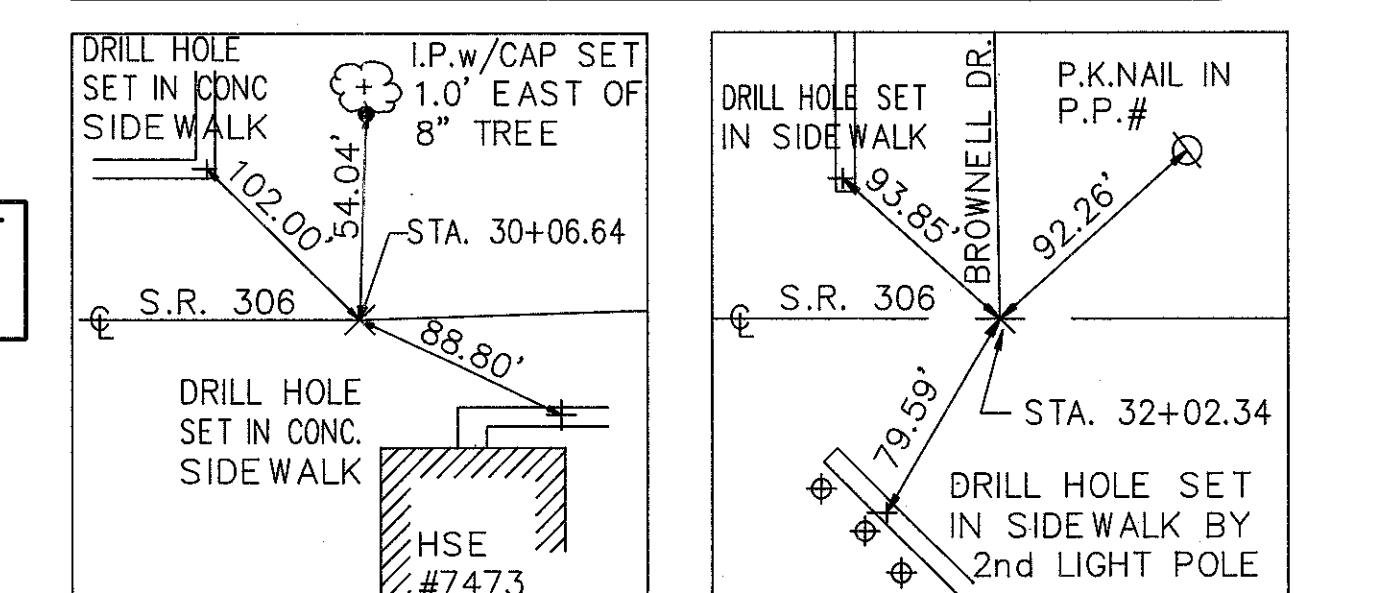 DRILL HOLE
SET IN CONC
SIDEWALK
I.P.w/CAP SET
1.0' EAST OF
8" TREE
102.00'
54.04'
STA. 30+06.64
℄ S.R. 306
88.80'
DRILL HOLE
SET IN CONC.
SIDEWALK
HSE
#7473
DRILL HOLE SET
IN SIDEWALK
BROWNELL DR.
P.K.NAIL IN
P.P.#
93.85'
92.26'
℄ S.R. 306
79.59'
STA. 32+02.34
DRILL HOLE SET
IN SIDEWALK BY
2nd LIGHT POLE